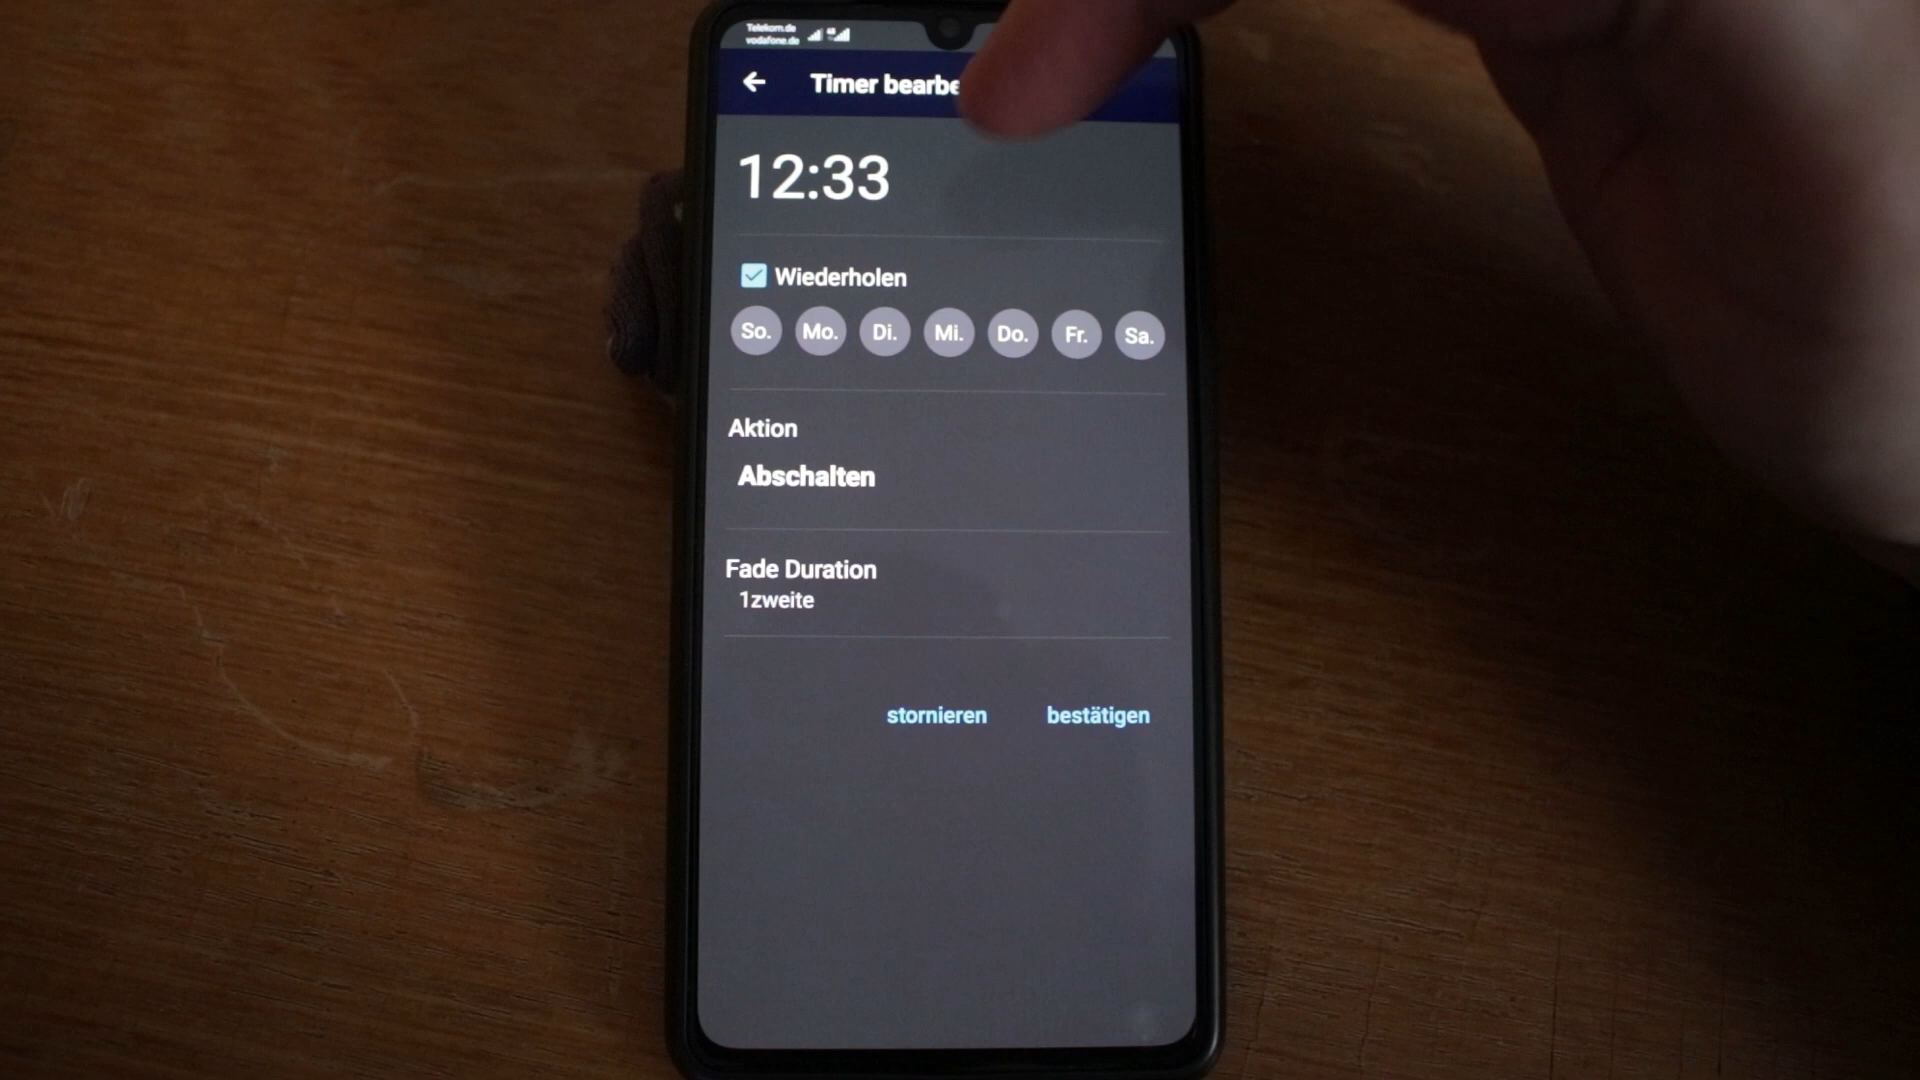 Telekom.de
vodafone.de
Timer bearbe
12:33
Wiederholen
So. Mo. Di. Mi. Do. Fr. Sa.
Aktion
Abschalten
Fade Duration
1zweite
stornieren bestätigen